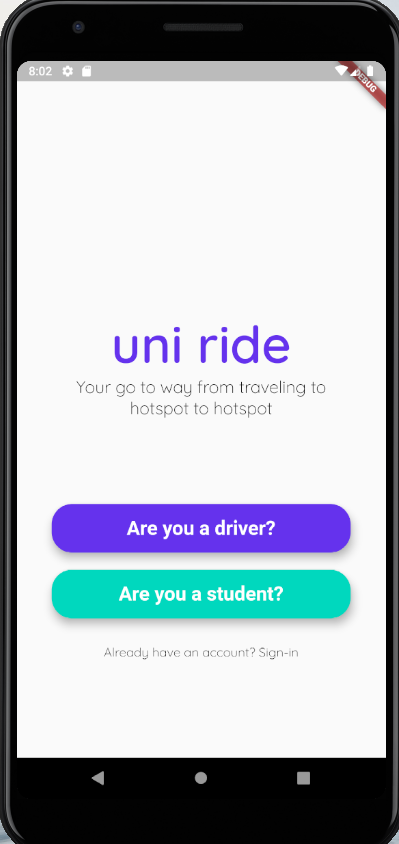 8:02
DEBUG
uni ride
Your go to way from traveling to
hotspot to hotspot
Are you a driver?
Are you a student?
Already have an account? Sign-in